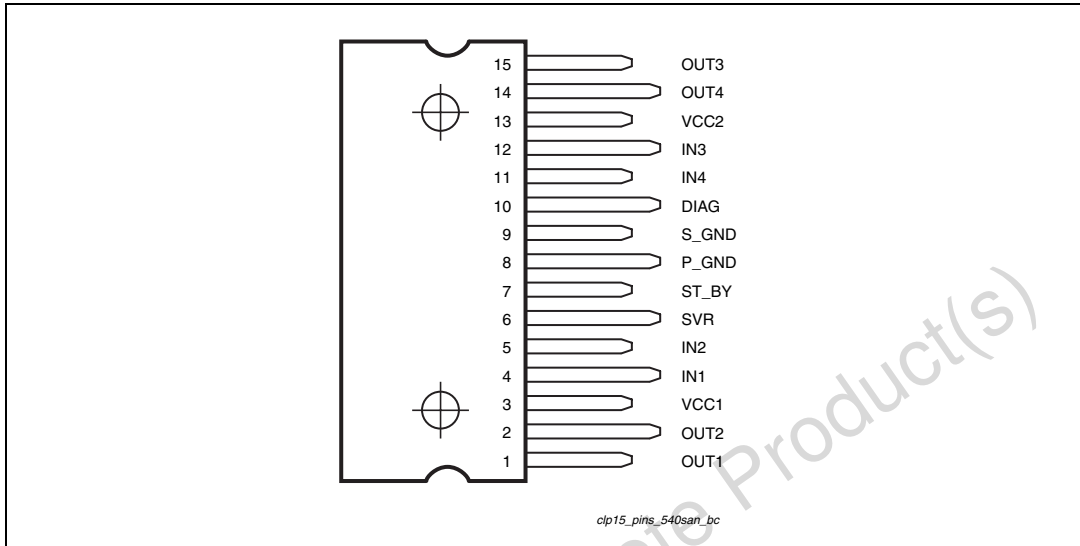 15 OUT3
14 OUT4
13 VCC2
12 IN3
11 IN4
10 DIAG
9 S_GND
8 P_GND
7 ST_BY
6 SVR
5 IN2
4 IN1
3 VCC1
2 OUT2
1 OUT1
clp15_pins_540san_bc
Product(s)